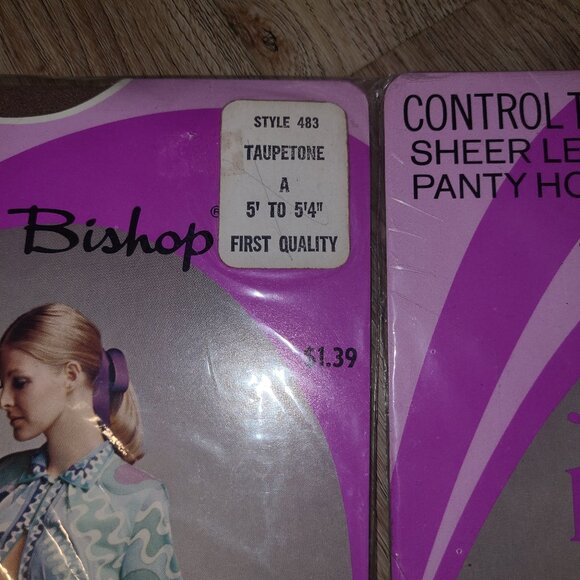 STYLE 483
TAUPETONE
A
5' TO 5'4"
FIRST QUALITY
Bishop®
$1.39
CONTROL T
SHEER LE
PANTY HO